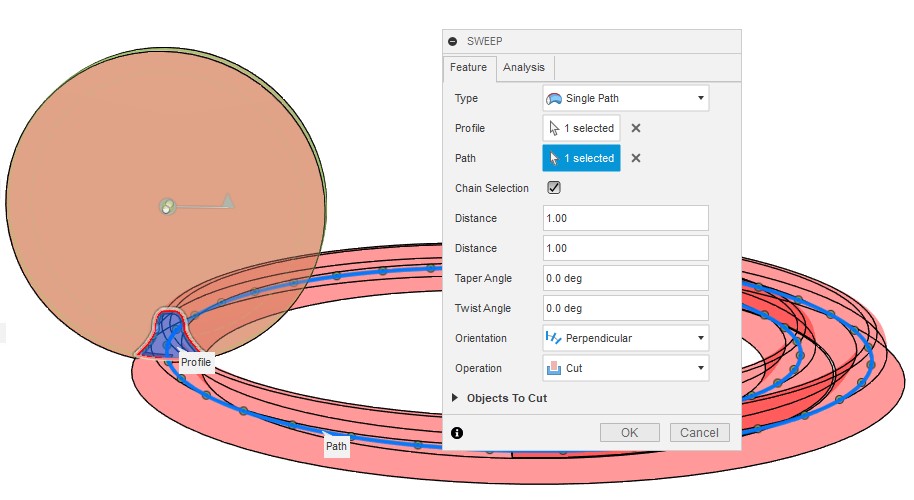 SWEEP
Feature Analysis
Type Single Path
Profile 1 selected
Path 1 selected
Chain Selection
Distance 1.00
Distance 1.00
Taper Angle 0.0 deg
Twist Angle 0.0 deg
Orientation Perpendicular
Operation Cut
Objects To Cut
OK Cancel
Profile
Path